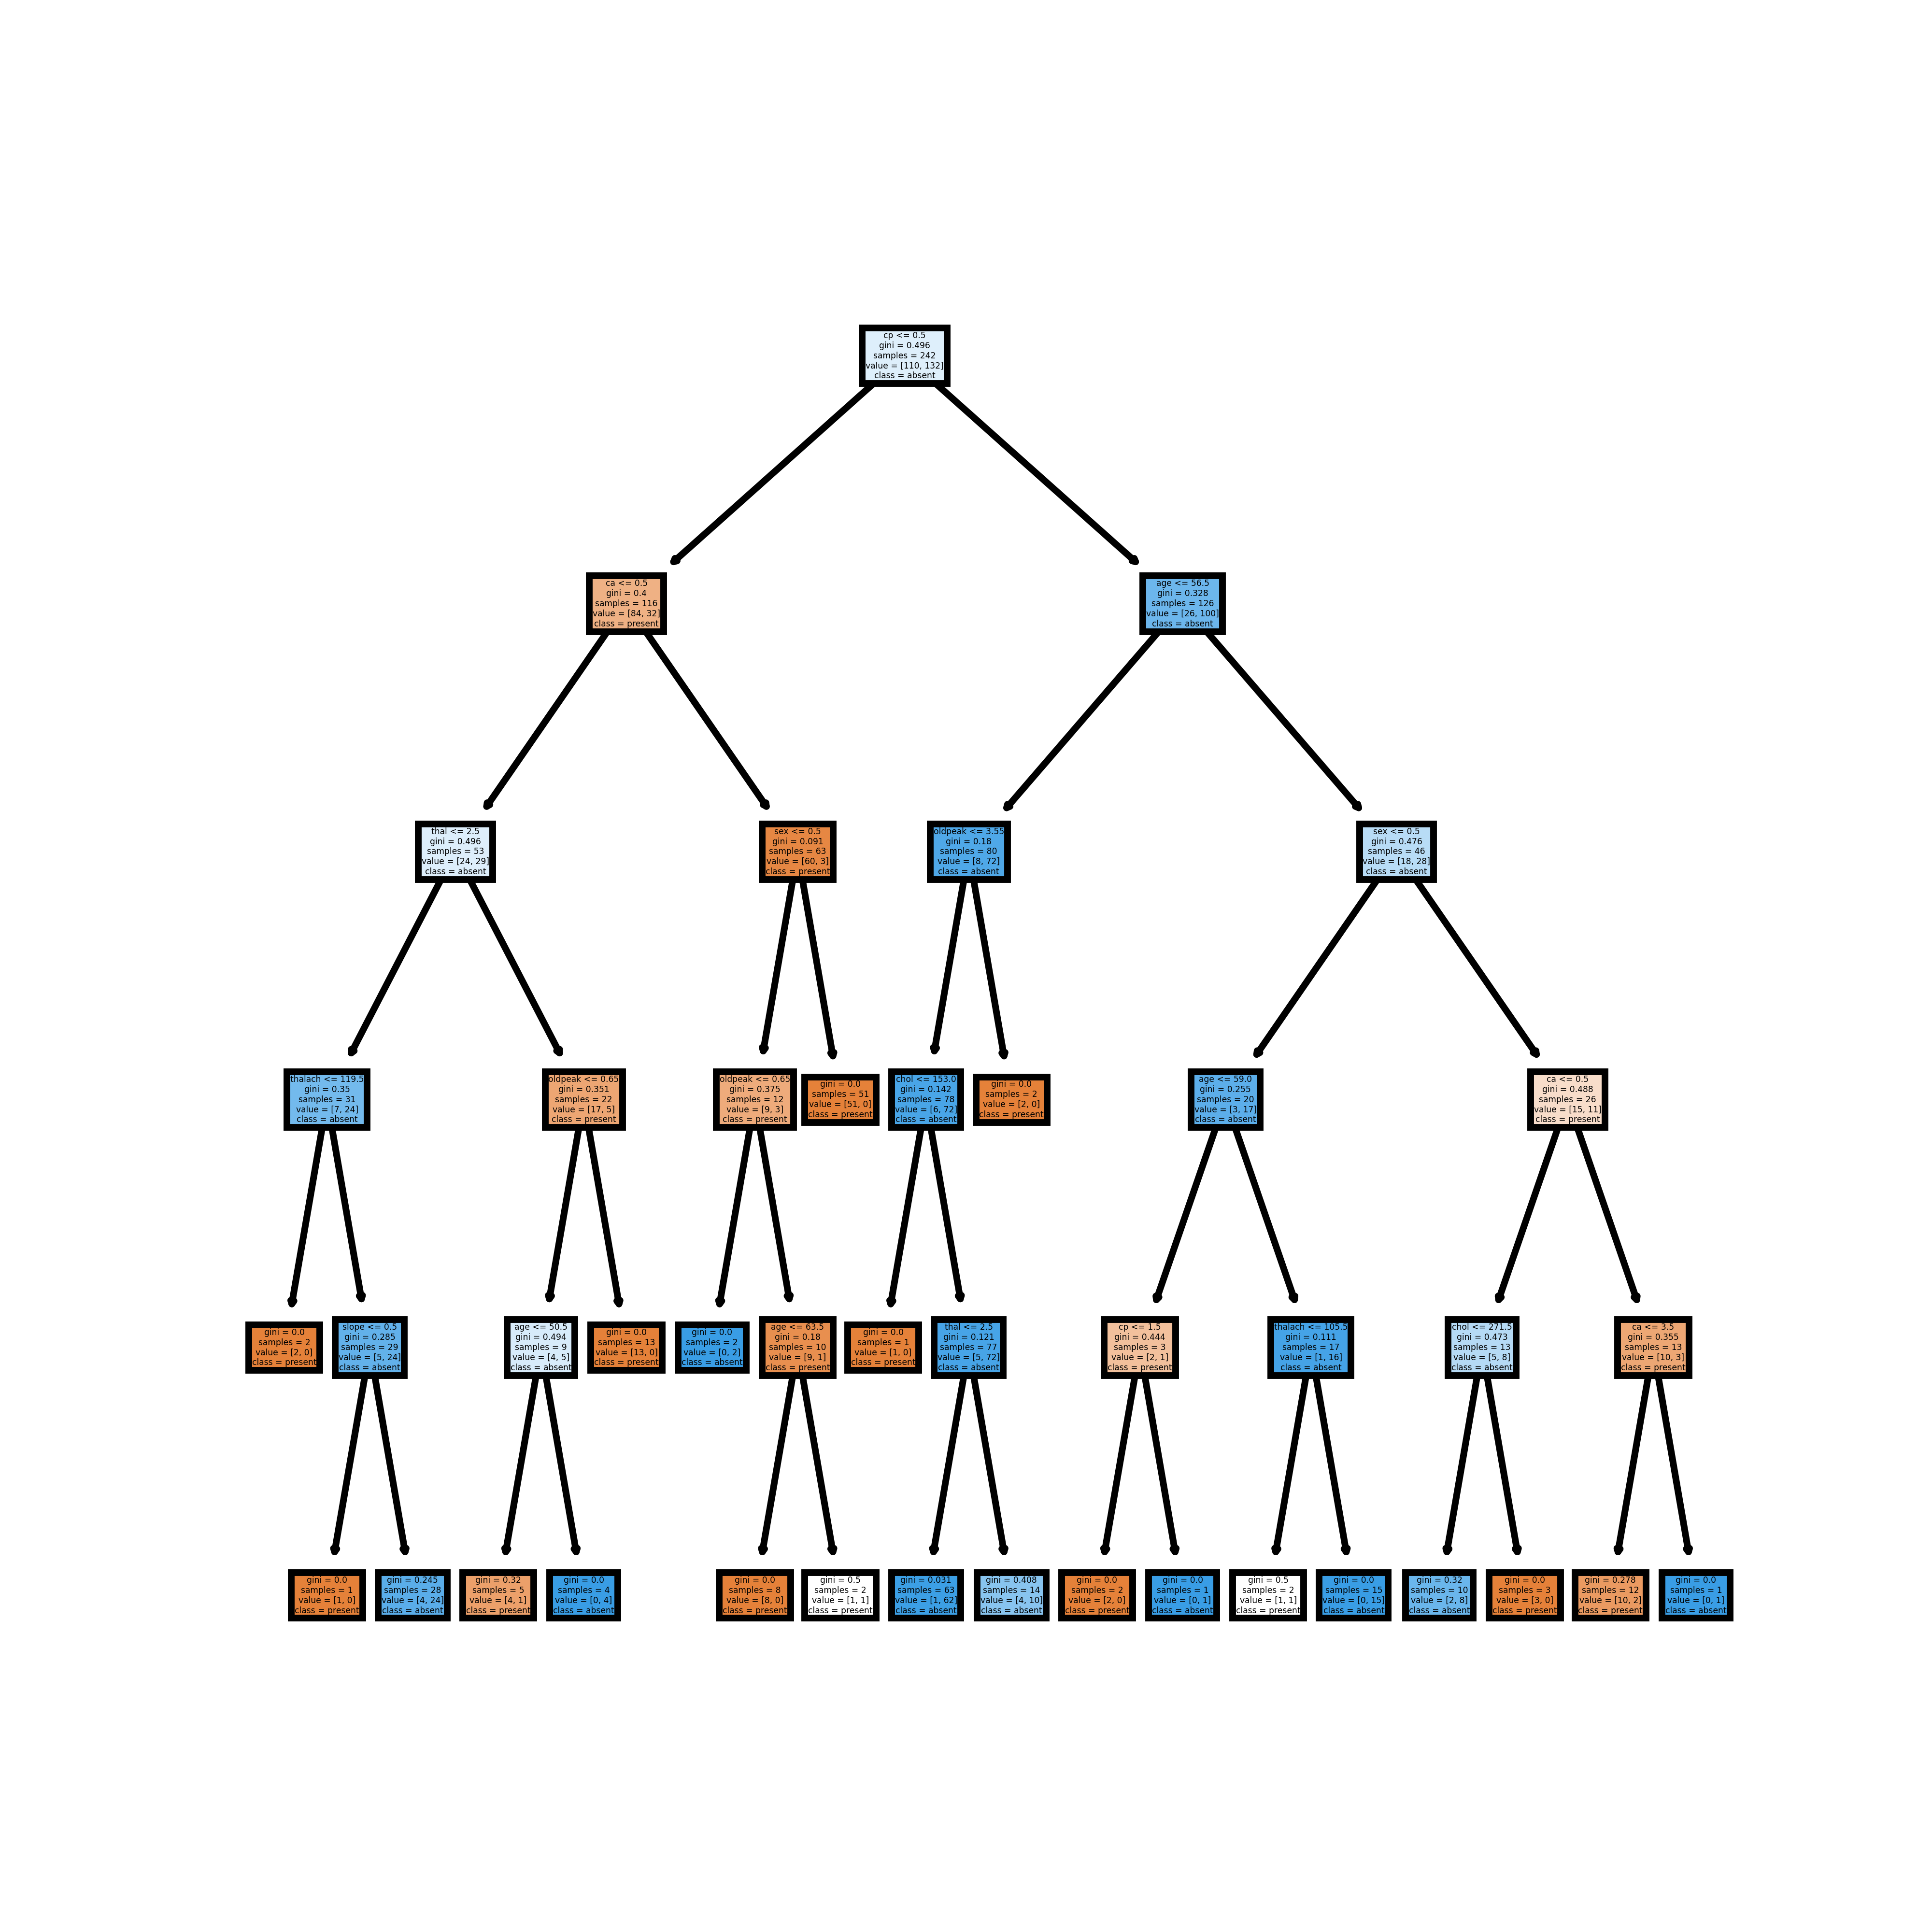 cp <= 0.5
gini = 0.496
samples = 242
value = [110, 132]
class = absent
ca <= 0.5
gini = 0.4
samples = 116
value = [84, 32]
class = present
age <= 56.5
gini = 0.328
samples = 126
value = [26, 100]
class = absent
thal <= 2.5
gini = 0.496
samples = 53
value = [24, 29]
class = absent
sex <= 0.5
gini = 0.091
samples = 63
value = [60, 3]
class = present
oldpeak <= 3.55
gini = 0.18
samples = 80
value = [8, 72]
class = absent
sex <= 0.5
gini = 0.476
samples = 46
value = [18, 28]
class = absent
thalach <= 119.5
gini = 0.35
samples = 31
value = [7, 24]
class = absent
oldpeak <= 0.65
gini = 0.351
samples = 22
value = [17, 5]
class = present
oldpeak <= 0.65
gini = 0.375
samples = 12
value = [9, 3]
class = present
gini = 0.0
samples = 51
value = [51, 0]
class = present
chol <= 153.0
gini = 0.142
samples = 78
value = [6, 72]
class = absent
gini = 0.0
samples = 2
value = [2, 0]
class = present
age <= 59.0
gini = 0.255
samples = 20
value = [3, 17]
class = absent
ca <= 0.5
gini = 0.488
samples = 26
value = [15, 11]
class = present
gini = 0.0
samples = 2
value = [2, 0]
class = present
slope <= 0.5
gini = 0.285
samples = 29
value = [5, 24]
class = absent
age <= 50.5
gini = 0.494
samples = 9
value = [4, 5]
class = absent
gini = 0.0
samples = 13
value = [13, 0]
class = present
gini = 0.0
samples = 2
value = [0, 2]
class = absent
age <= 63.5
gini = 0.18
samples = 10
value = [9, 1]
class = present
gini = 0.0
samples = 1
value = [1, 0]
class = present
thal <= 2.5
gini = 0.121
samples = 77
value = [5, 72]
class = absent
cp <= 1.5
gini = 0.444
samples = 3
value = [2, 1]
class = present
thalach <= 105.5
gini = 0.111
samples = 17
value = [1, 16]
class = absent
chol <= 271.5
gini = 0.473
samples = 13
value = [5, 8]
class = absent
ca <= 3.5
gini = 0.355
samples = 13
value = [10, 3]
class = present
gini = 0.0
samples = 1
value = [1, 0]
class = present
gini = 0.245
samples = 28
value = [4, 24]
class = absent
gini = 0.32
samples = 5
value = [4, 1]
class = present
gini = 0.0
samples = 4
value = [0, 4]
class = absent
gini = 0.0
samples = 8
value = [8, 0]
class = present
gini = 0.5
samples = 2
value = [1, 1]
class = present
gini = 0.031
samples = 63
value = [1, 62]
class = absent
gini = 0.408
samples = 14
value = [4, 10]
class = absent
gini = 0.0
samples = 2
value = [2, 0]
class = present
gini = 0.0
samples = 1
value = [0, 1]
class = absent
gini = 0.5
samples = 2
value = [1, 1]
class = present
gini = 0.0
samples = 15
value = [0, 15]
class = absent
gini = 0.32
samples = 10
value = [2, 8]
class = absent
gini = 0.0
samples = 3
value = [3, 0]
class = present
gini = 0.278
samples = 12
value = [10, 2]
class = present
gini = 0.0
samples = 1
value = [0, 1]
class = absent